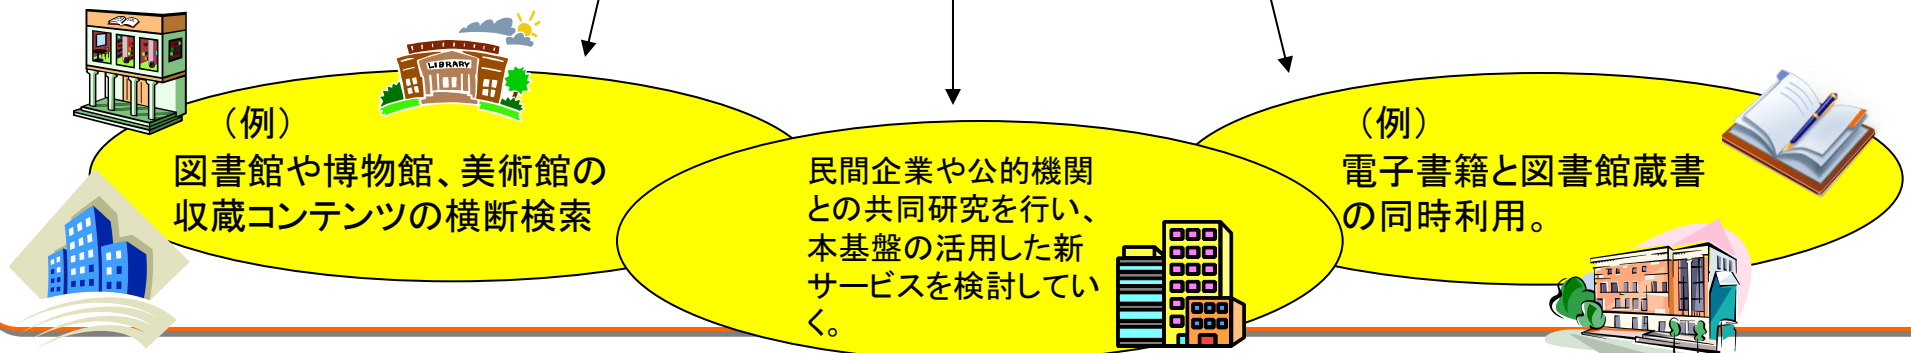 LIBRARY
（例）
図書館や博物館、美術館の
収蔵コンテンツの横断検索
民間企業や公的機関
との共同研究を行い、
本基盤の活用した新
サービスを検討してい
く。
（例）
電子書籍と図書館蔵書
の同時利用。